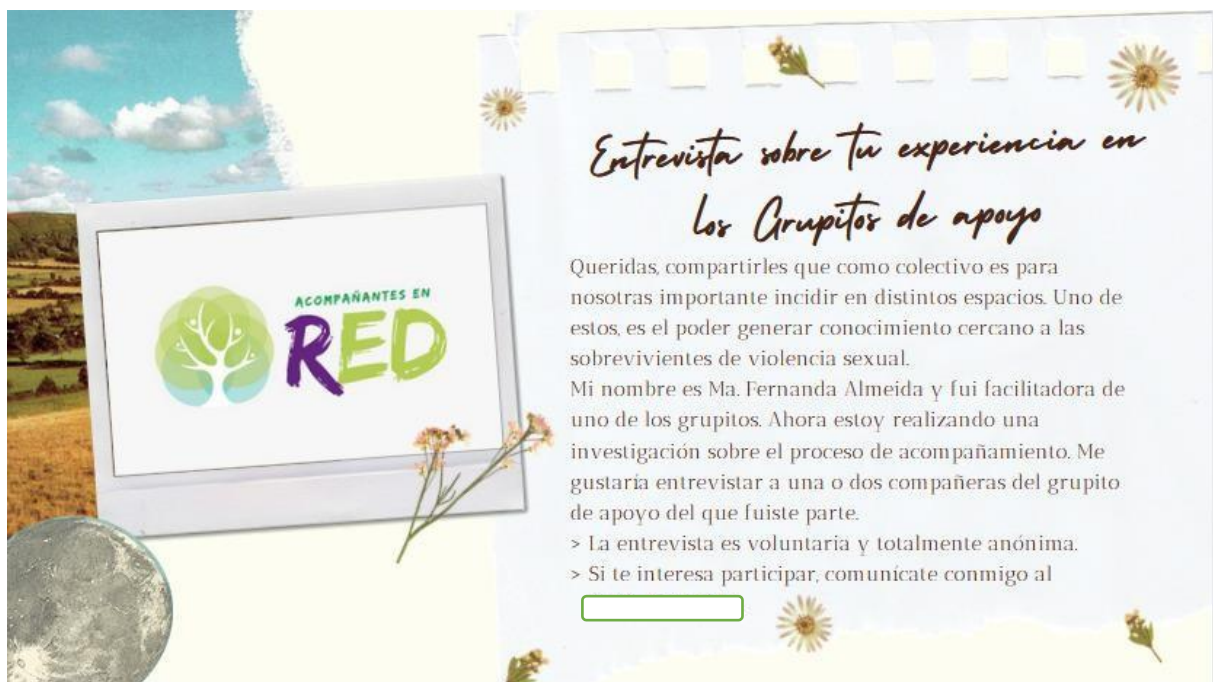 ACOMPAÑANTES EN
RED
Entrevista sobre tu experiencia en
los Grupitos de apoyo
Queridas, compartirles que como colectivo es para
nosotras importante incidir en distintos espacios. Uno de
estos, es el poder generar conocimiento cercano a las
sobrevivientes de violencia sexual.
Mi nombre es Ma. Fernanda Almeida y fui facilitadora de
uno de los grupitos. Ahora estoy realizando una
investigación sobre el proceso de acompañamiento. Me
gustaría entrevistar a una o dos compañeras del grupito
de apoyo del que fuiste parte.
> La entrevista es voluntaria y totalmente anónima.
> Si te interesa participar, comunícate conmigo al